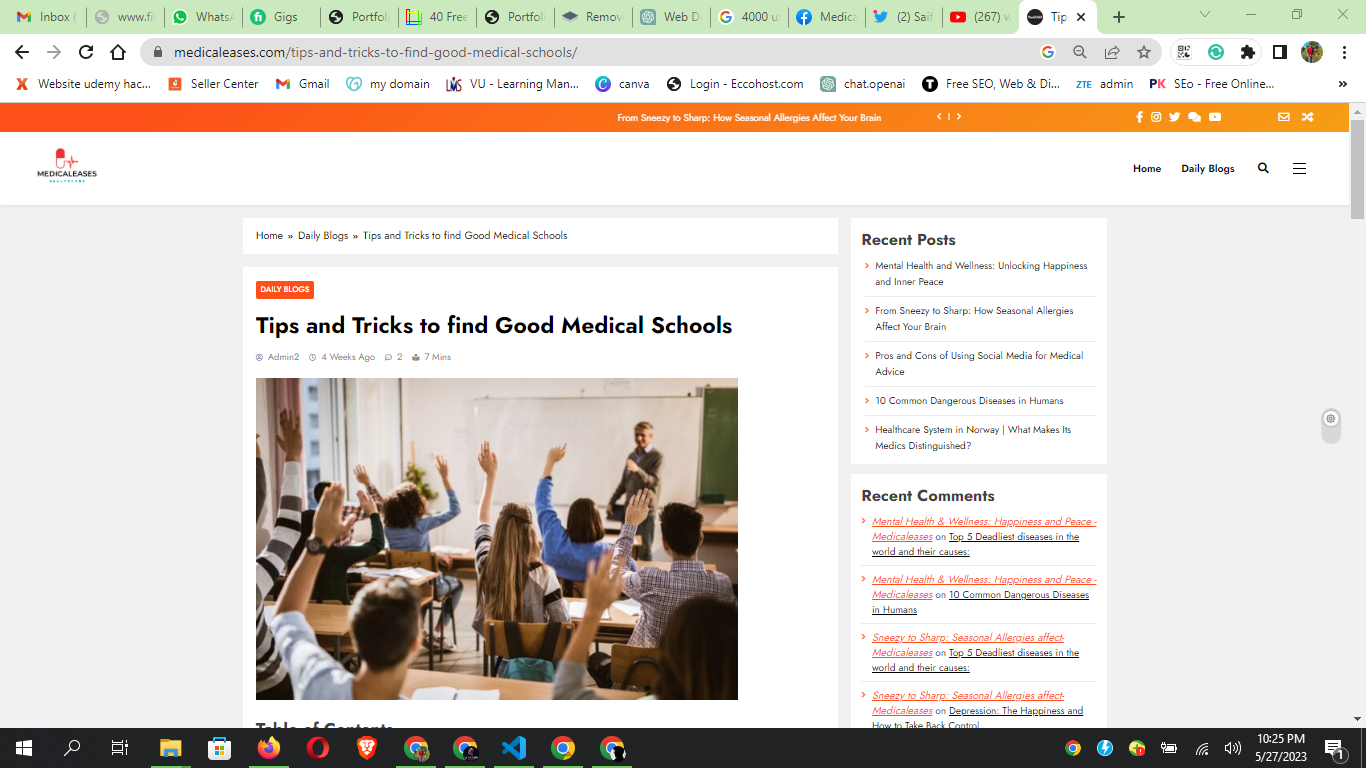 Inbox (
www.fi
WhatsA
Gigs
Portfoli
40 Free
Portfoli
Remov
Web D
4000 u
Medica
(2) Saif
(267) w
Tip
medicaleases.com/tips-and-tricks-to-find-good-medical-schools/
Website udemy hac...
Seller Center
Gmail
my domain
VU - Learning Man...
canva
Login - Eccohost.com
chat.openai
Free SEO, Web & Di...
ZTE admin
PK SEo - Free Online...
From Sneezy to Sharp: How Seasonal Allergies Affect Your Brain
MEDICALEASES
HEALTHCARE
Home
Daily Blogs
Home » Daily Blogs » Tips and Tricks to find Good Medical Schools
DAILY BLOGS
Tips and Tricks to find Good Medical Schools
Admin2 4 Weeks Ago 2 7 Mins
Table of Contents
Recent Posts
Mental Health and Wellness: Unlocking Happiness
and Inner Peace
From Sneezy to Sharp: How Seasonal Allergies
Affect Your Brain
Pros and Cons of Using Social Media for Medical
Advice
10 Common Dangerous Diseases in Humans
Healthcare System in Norway | What Makes Its
Medics Distinguished?
Recent Comments
Mental Health & Wellness: Happiness and Peace -
Medicaleases on Top 5 Deadliest diseases in the
world and their causes:
Mental Health & Wellness: Happiness and Peace -
Medicaleases on 10 Common Dangerous Diseases
in Humans
Sneezy to Sharp: Seasonal Allergies affect-
Medicaleases on Top 5 Deadliest diseases in the
world and their causes:
Sneezy to Sharp: Seasonal Allergies affect-
Medicaleases on Depression: The Happiness and
How to Take Back Control
10:25 PM
5/27/2023
1